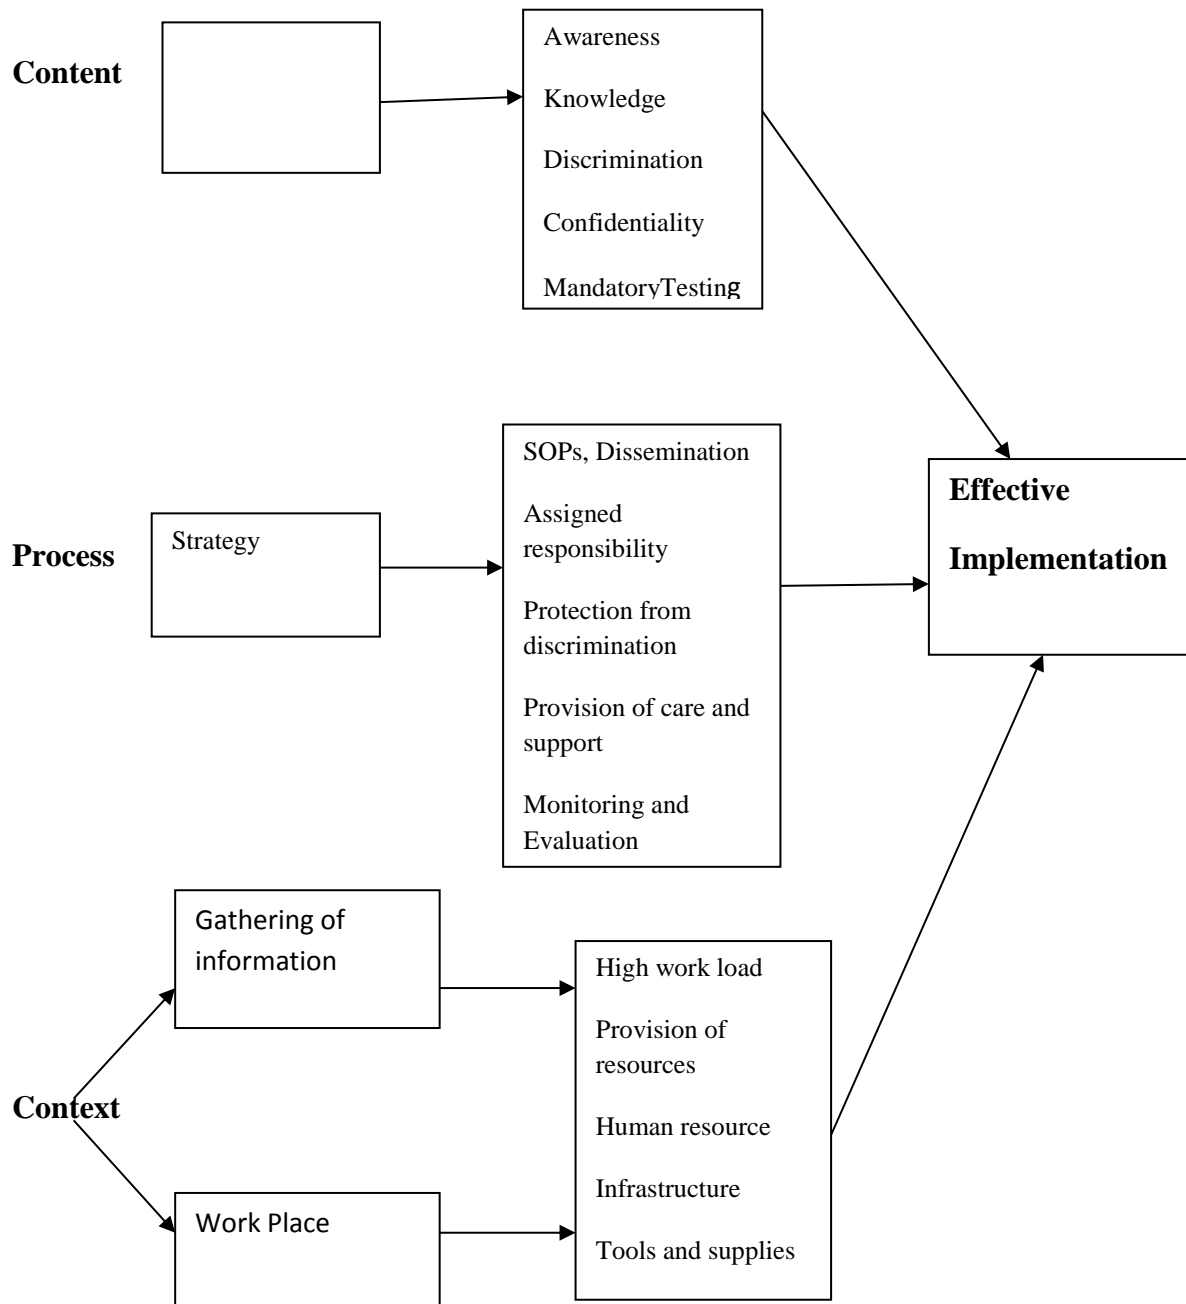 Content
Awareness
Knowledge
Discrimination
Confidentiality
MandatoryTesting
Process
Strategy
SOPs, Dissemination
Assigned
responsibility
Protection from
discrimination
Provision of care and
support
Monitoring and
Evaluation
Effective
Implementation
Context
Gathering of
information
Work Place
High work load
Provision of
resources
Human resource
Infrastructure
Tools and supplies